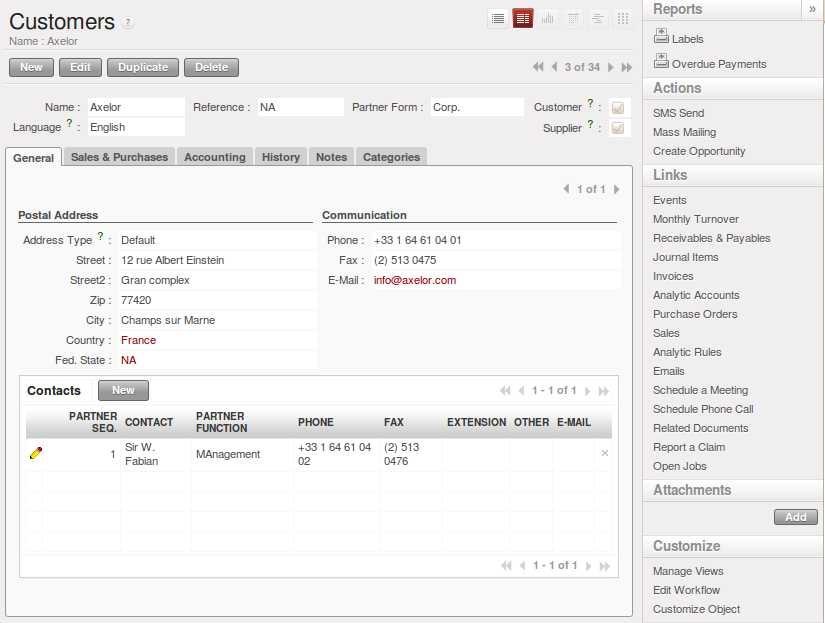 Customers ?
Name : Axelor
New Edit Duplicate Delete 3 of 34
Name : Axelor Reference : NA Partner Form : Corp. Customer ? :
Language ? : English Supplier ? :
General Sales & Purchases Accounting History Notes Categories
1 of 1
Postal Address Communication
Address Type ? : Default Phone : +33 1 64 61 04 01
Street : 12 rue Albert Einstein Fax : (2) 513 0475
Street2 : Gran complex E-Mail : info@axelor.com
Zip : 77420
City : Champs sur Marne
Country : France
Fed. State : NA
Contacts New 1 - 1 of 1
PARTNER SEQ. CONTACT PARTNER FUNCTION PHONE FAX EXTENSION OTHER E-MAIL
1 Sir W. Fabian MAnagement +33 1 64 61 04 02 (2) 513 0476
1 - 1 of 1
Reports »
Labels
Overdue Payments
Actions
SMS Send
Mass Mailing
Create Opportunity
Links
Events
Monthly Turnover
Receivables & Payables
Journal Items
Invoices
Analytic Accounts
Purchase Orders
Sales
Analytic Rules
Emails
Schedule a Meeting
Schedule Phone Call
Related Documents
Report a Claim
Open Jobs
Attachments
Add
Customize
Manage Views
Edit Workflow
Customize Object